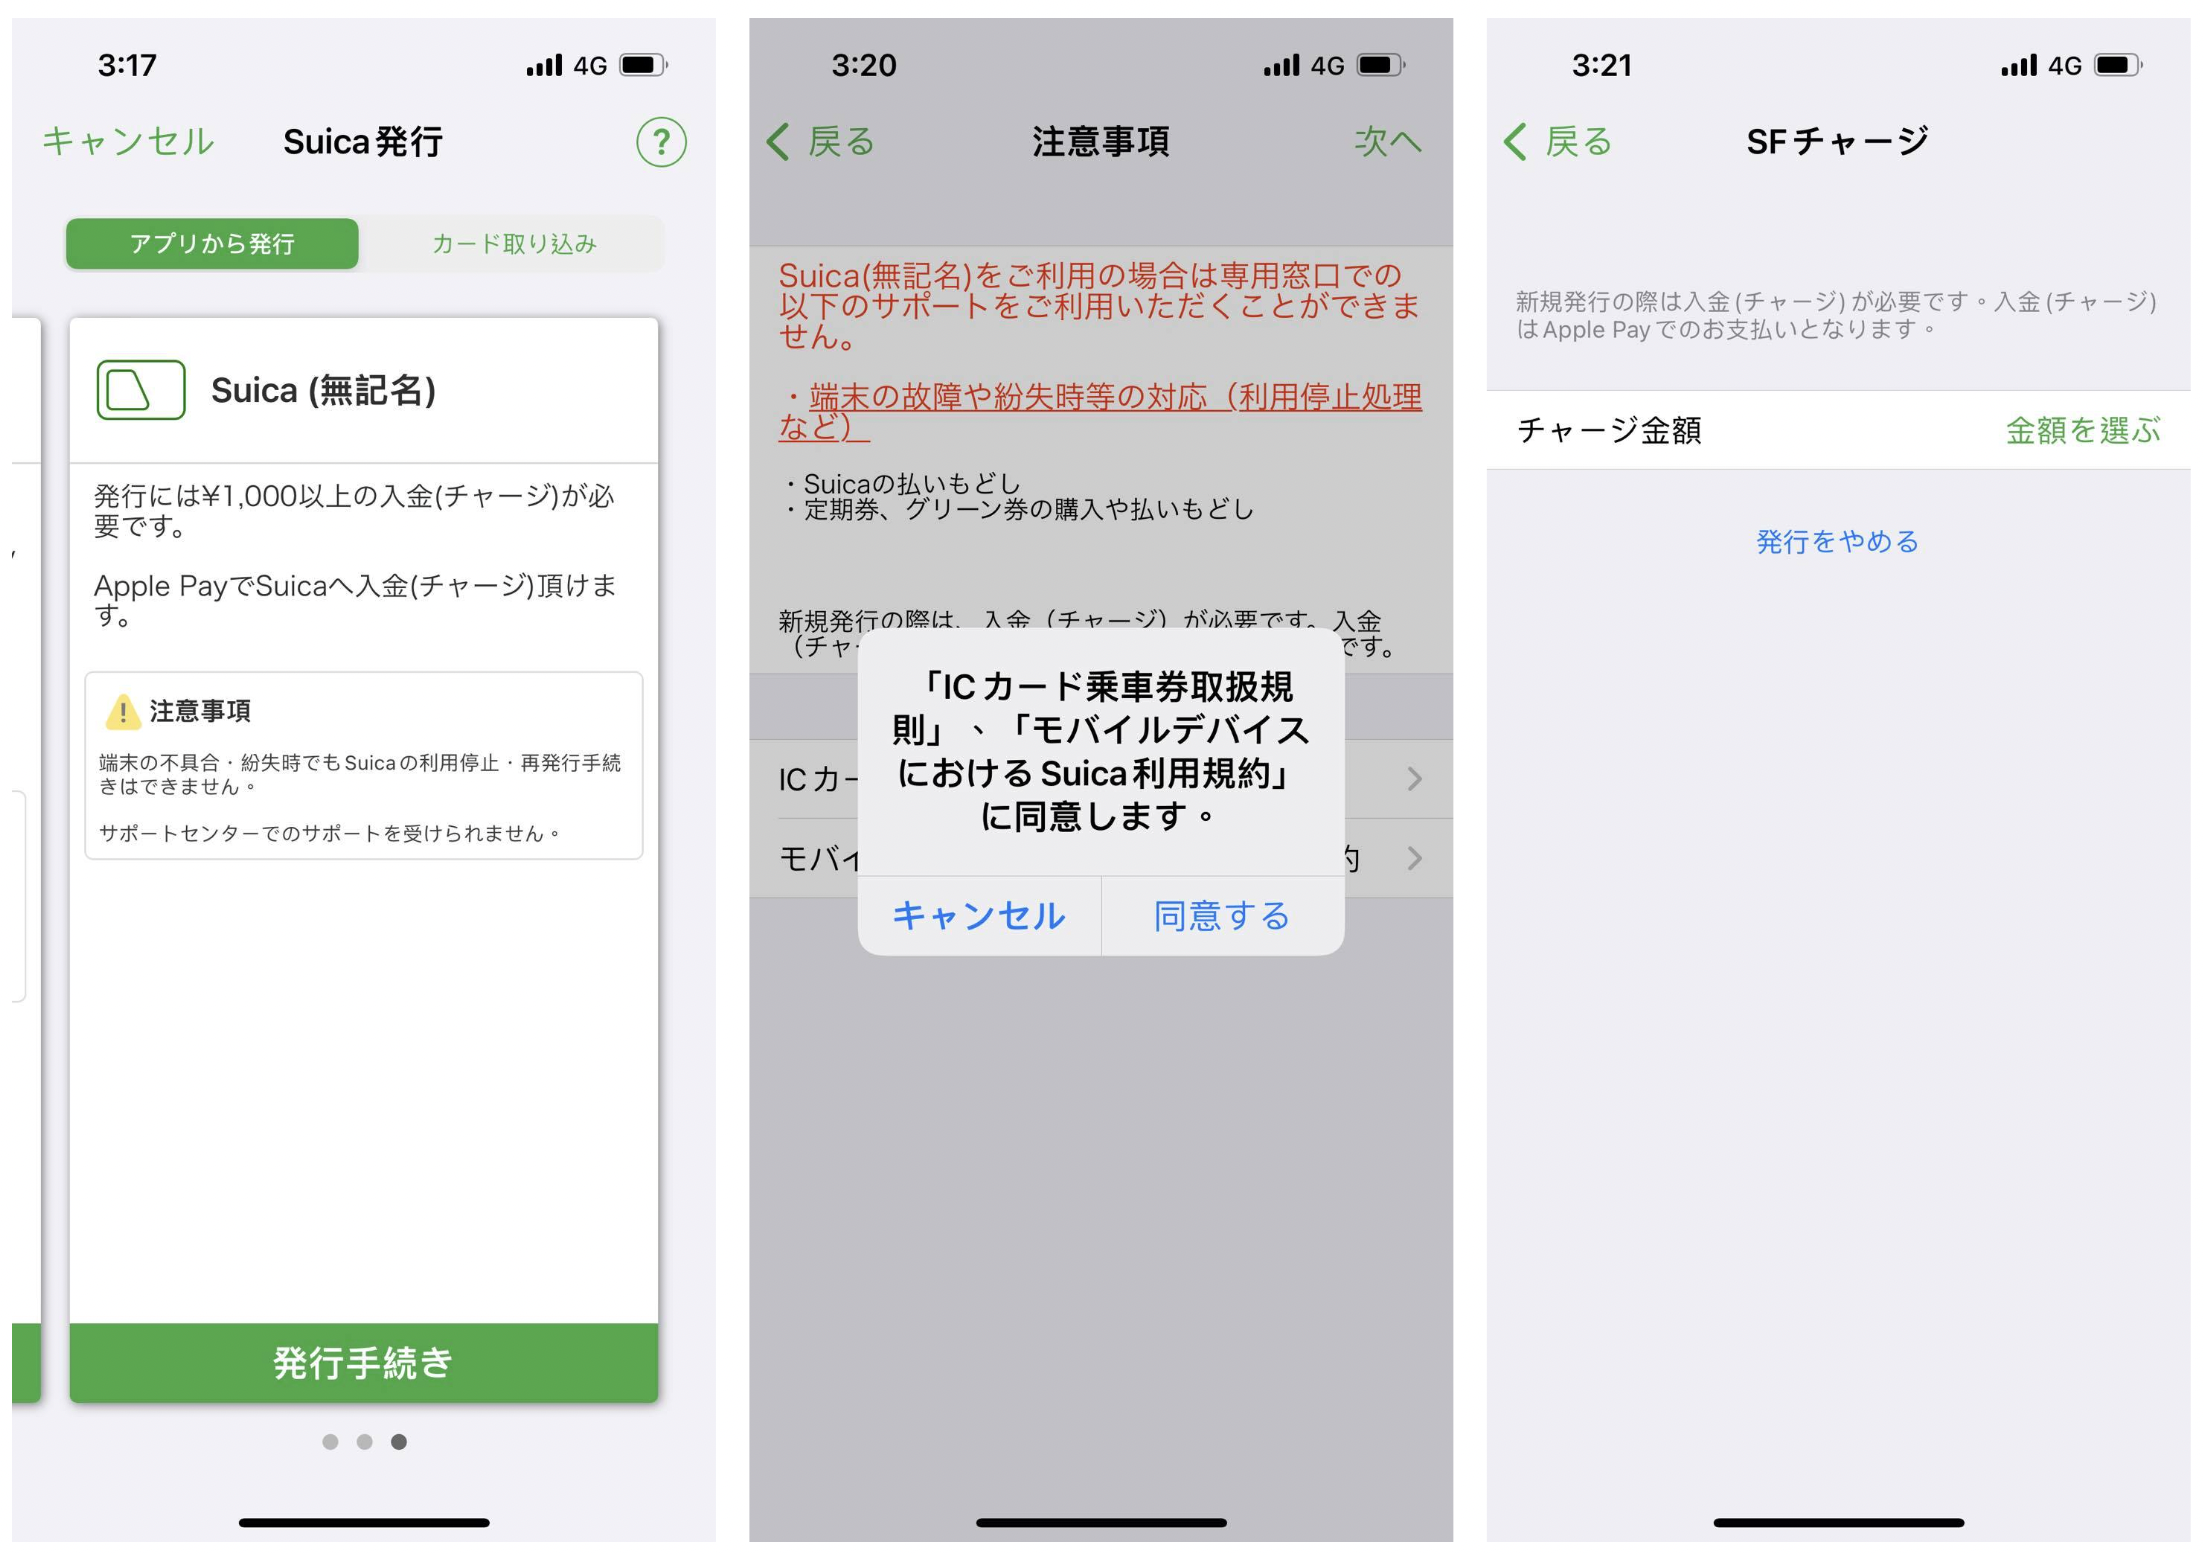 3:17
4G
キャンセル
Suica発行
?
アプリから発行
カード取り込み
Suica (無記名)
発行には¥1,000以上の入金(チャージ)が必
要です。
Apple PayでSuicaへ入金(チャージ)頂けま
す。
注意事項
端末の不具合・紛失時でもSuicaの利用停止・再発行手続
きはできません。
サポートセンターでのサポートを受けられません。
発行手続き
3:20
4G
戻る
注意事項
次へ
Suica(無記名)をご利用の場合は専用窓口での
以下のサポートをご利用いただくことができま
せん。
・端末の故障や紛失時等の対応（利用停止処理
など）
・Suicaの払いもどし
・定期券、グリーン券の購入や払いもどし
新規発行の際は、入金（チャージ）が必要です。入金
（チャ
です。
「ICカード乗車券取扱規
則」、「モバイルデバイス
におけるSuica利用規約」
に同意します。
ICカー
モバイ
約
キャンセル
同意する
3:21
4G
戻る
SFチャージ
新規発行の際は入金(チャージ)が必要です。入金(チャージ)
はApple Payでのお支払いとなります。
チャージ金額
金額を選ぶ
発行をやめる